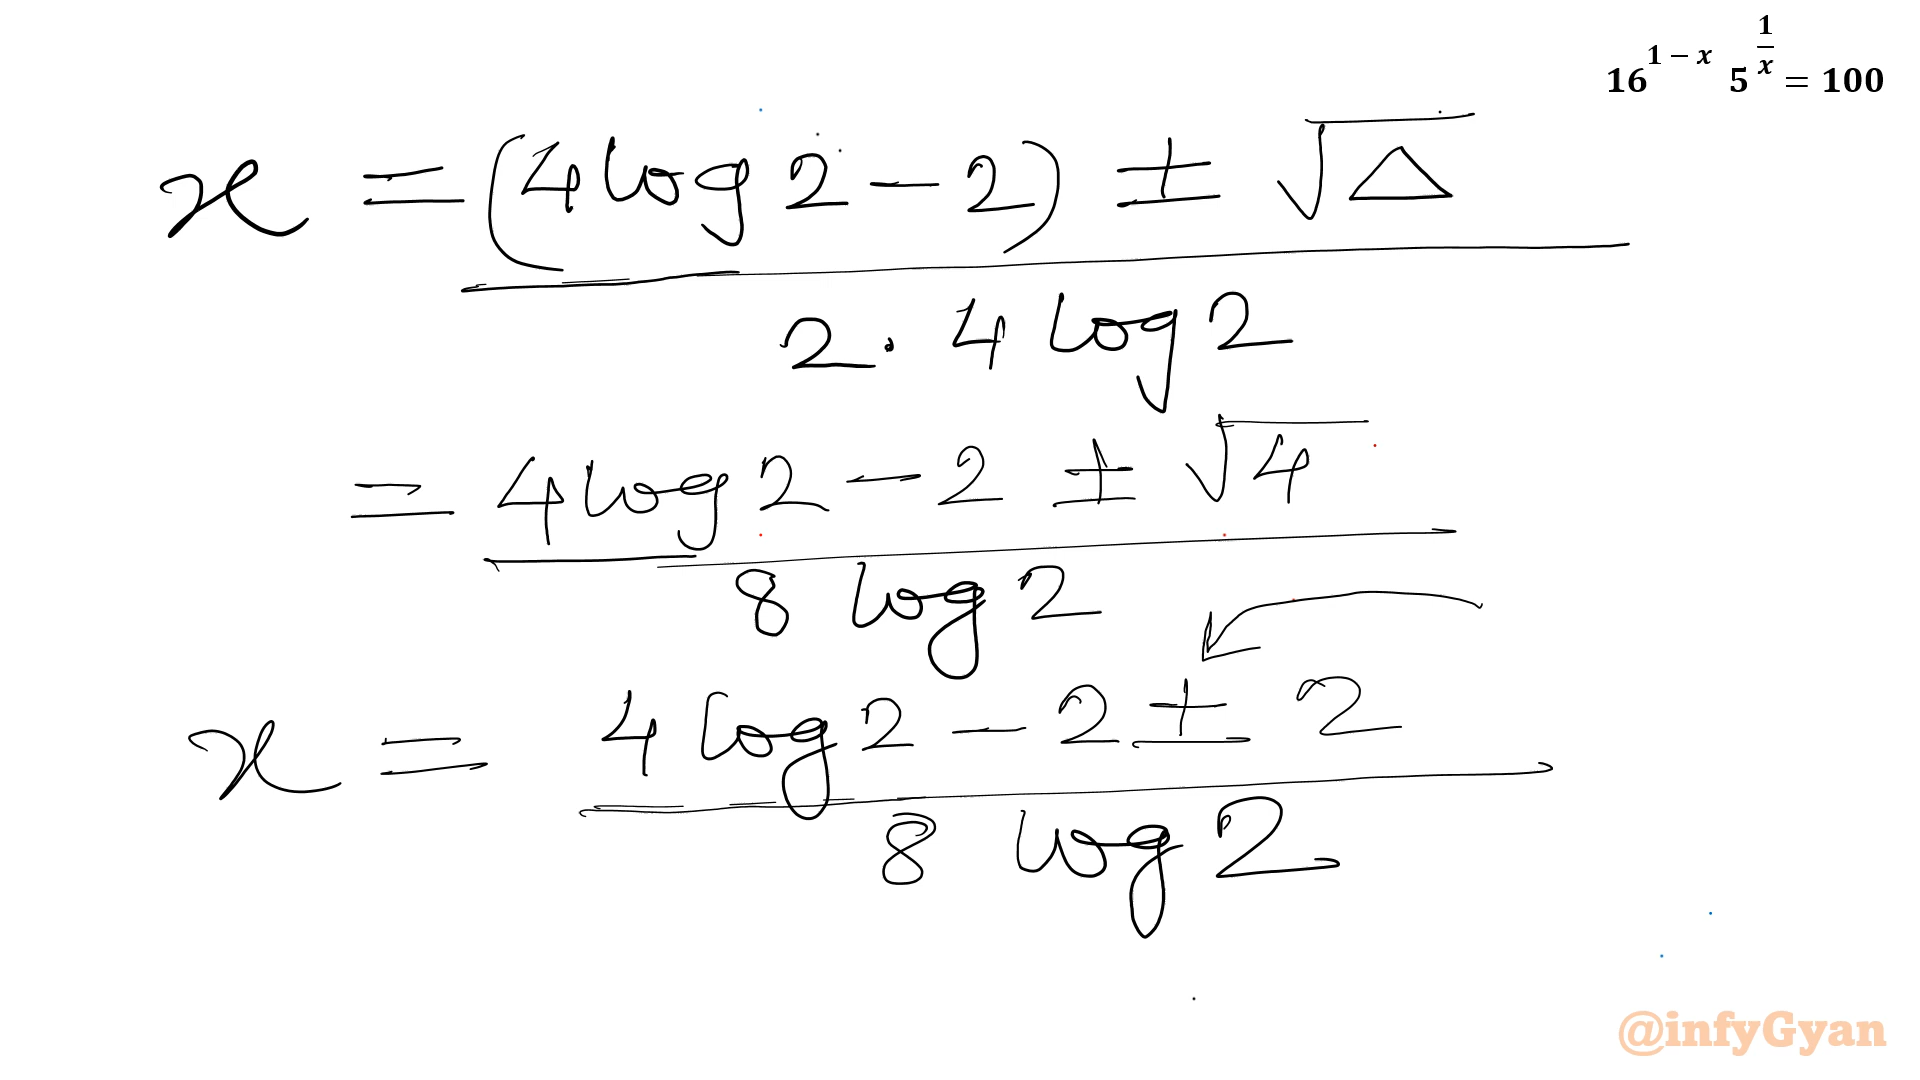 16^(1 − x) 5^(1/x) = 100
x = ((4 log 2 − 2) ± √Δ) / (2 · 4 log 2)
= (4 log 2 − 2 ± √4) / (8 log 2)
x = (4 log 2 − 2 ± 2) / (8 log 2)
@infyGyan